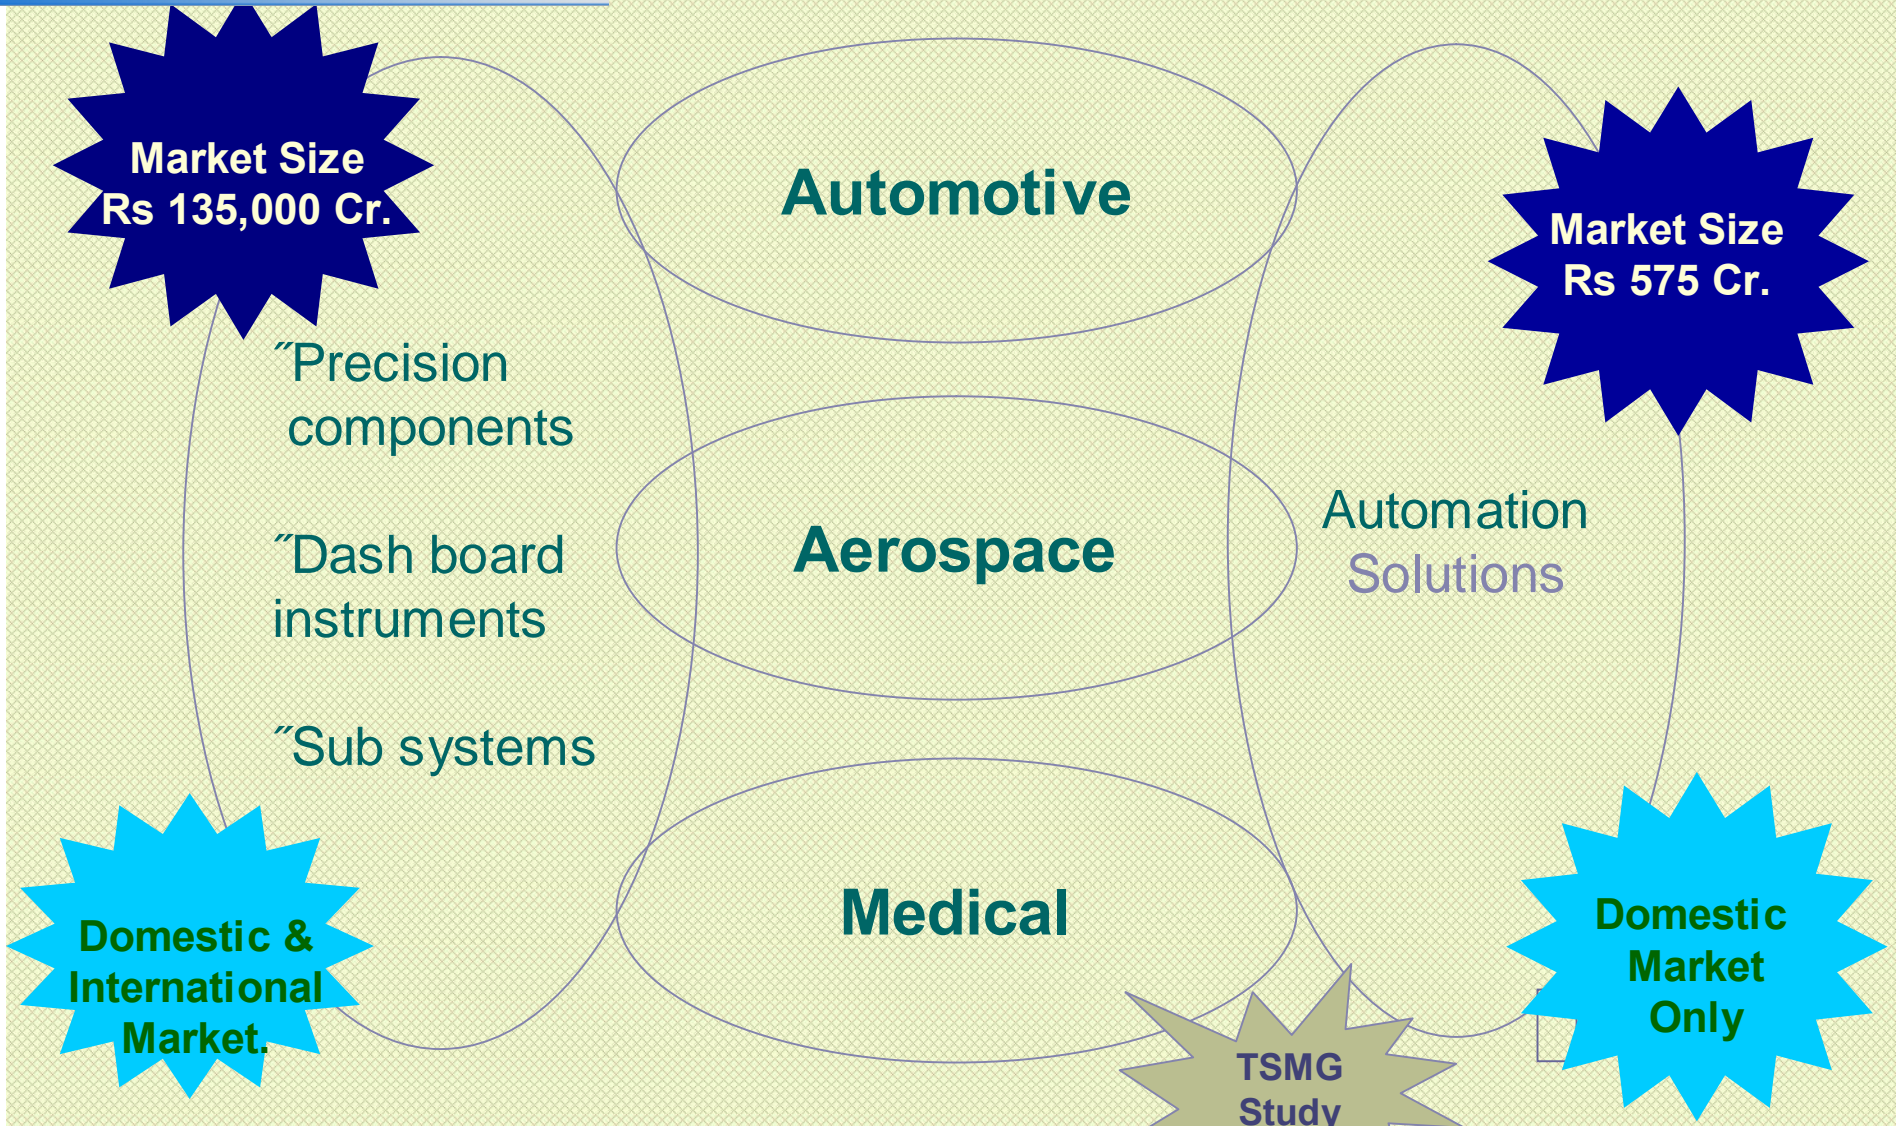 Market Size
Rs 135,000 Cr.
Automotive
Market Size
Rs 575 Cr.
˝Precision
components
˝Dash board
instruments
˝Sub systems
Aerospace
Automation
Solutions
Medical
Domestic &
International
Market.
Domestic
Market
Only
TSMG
Study